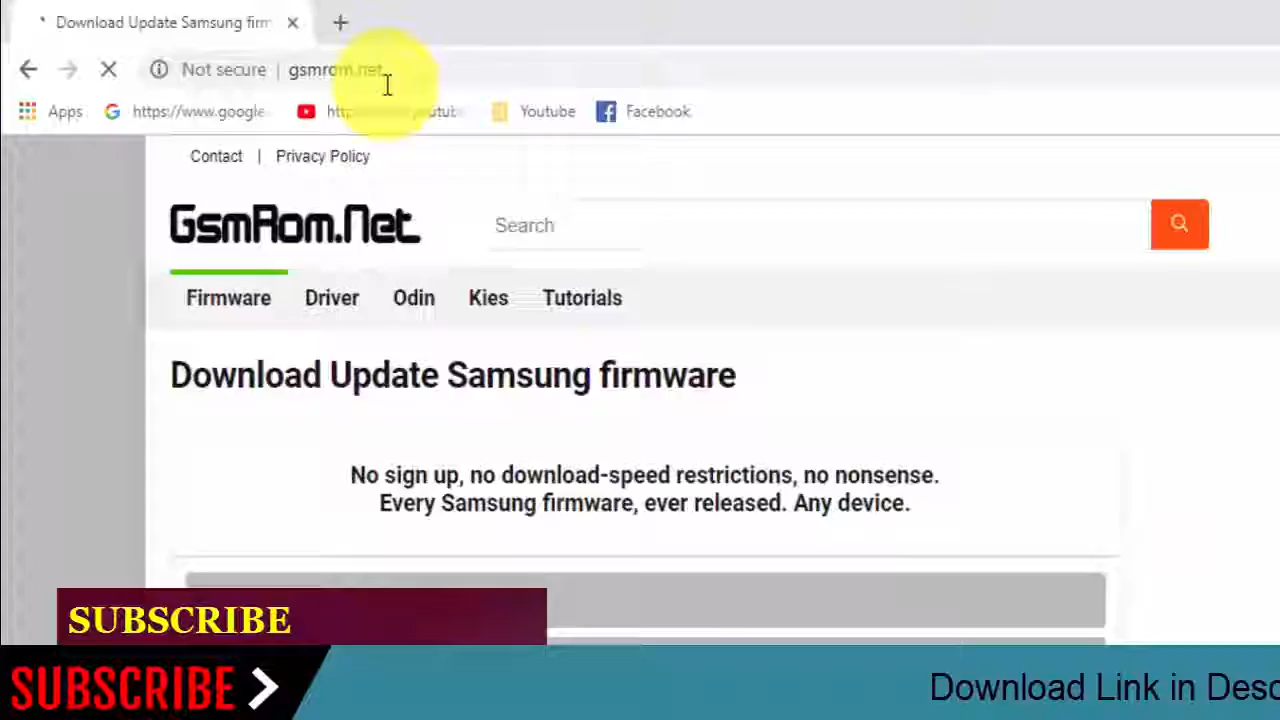 Download Update Samsung firm
Not secure | gsmrom.net
Apps https://www.google. Youtube Facebook
Contact | Privacy Policy
GsmRom.Net
Search
Firmware Driver Odin Kies Tutorials
Download Update Samsung firmware
No sign up, no download-speed restrictions, no nonsense.
Every Samsung firmware, ever released. Any device.
SUBSCRIBE
SUBSCRIBE
Download Link in Desc